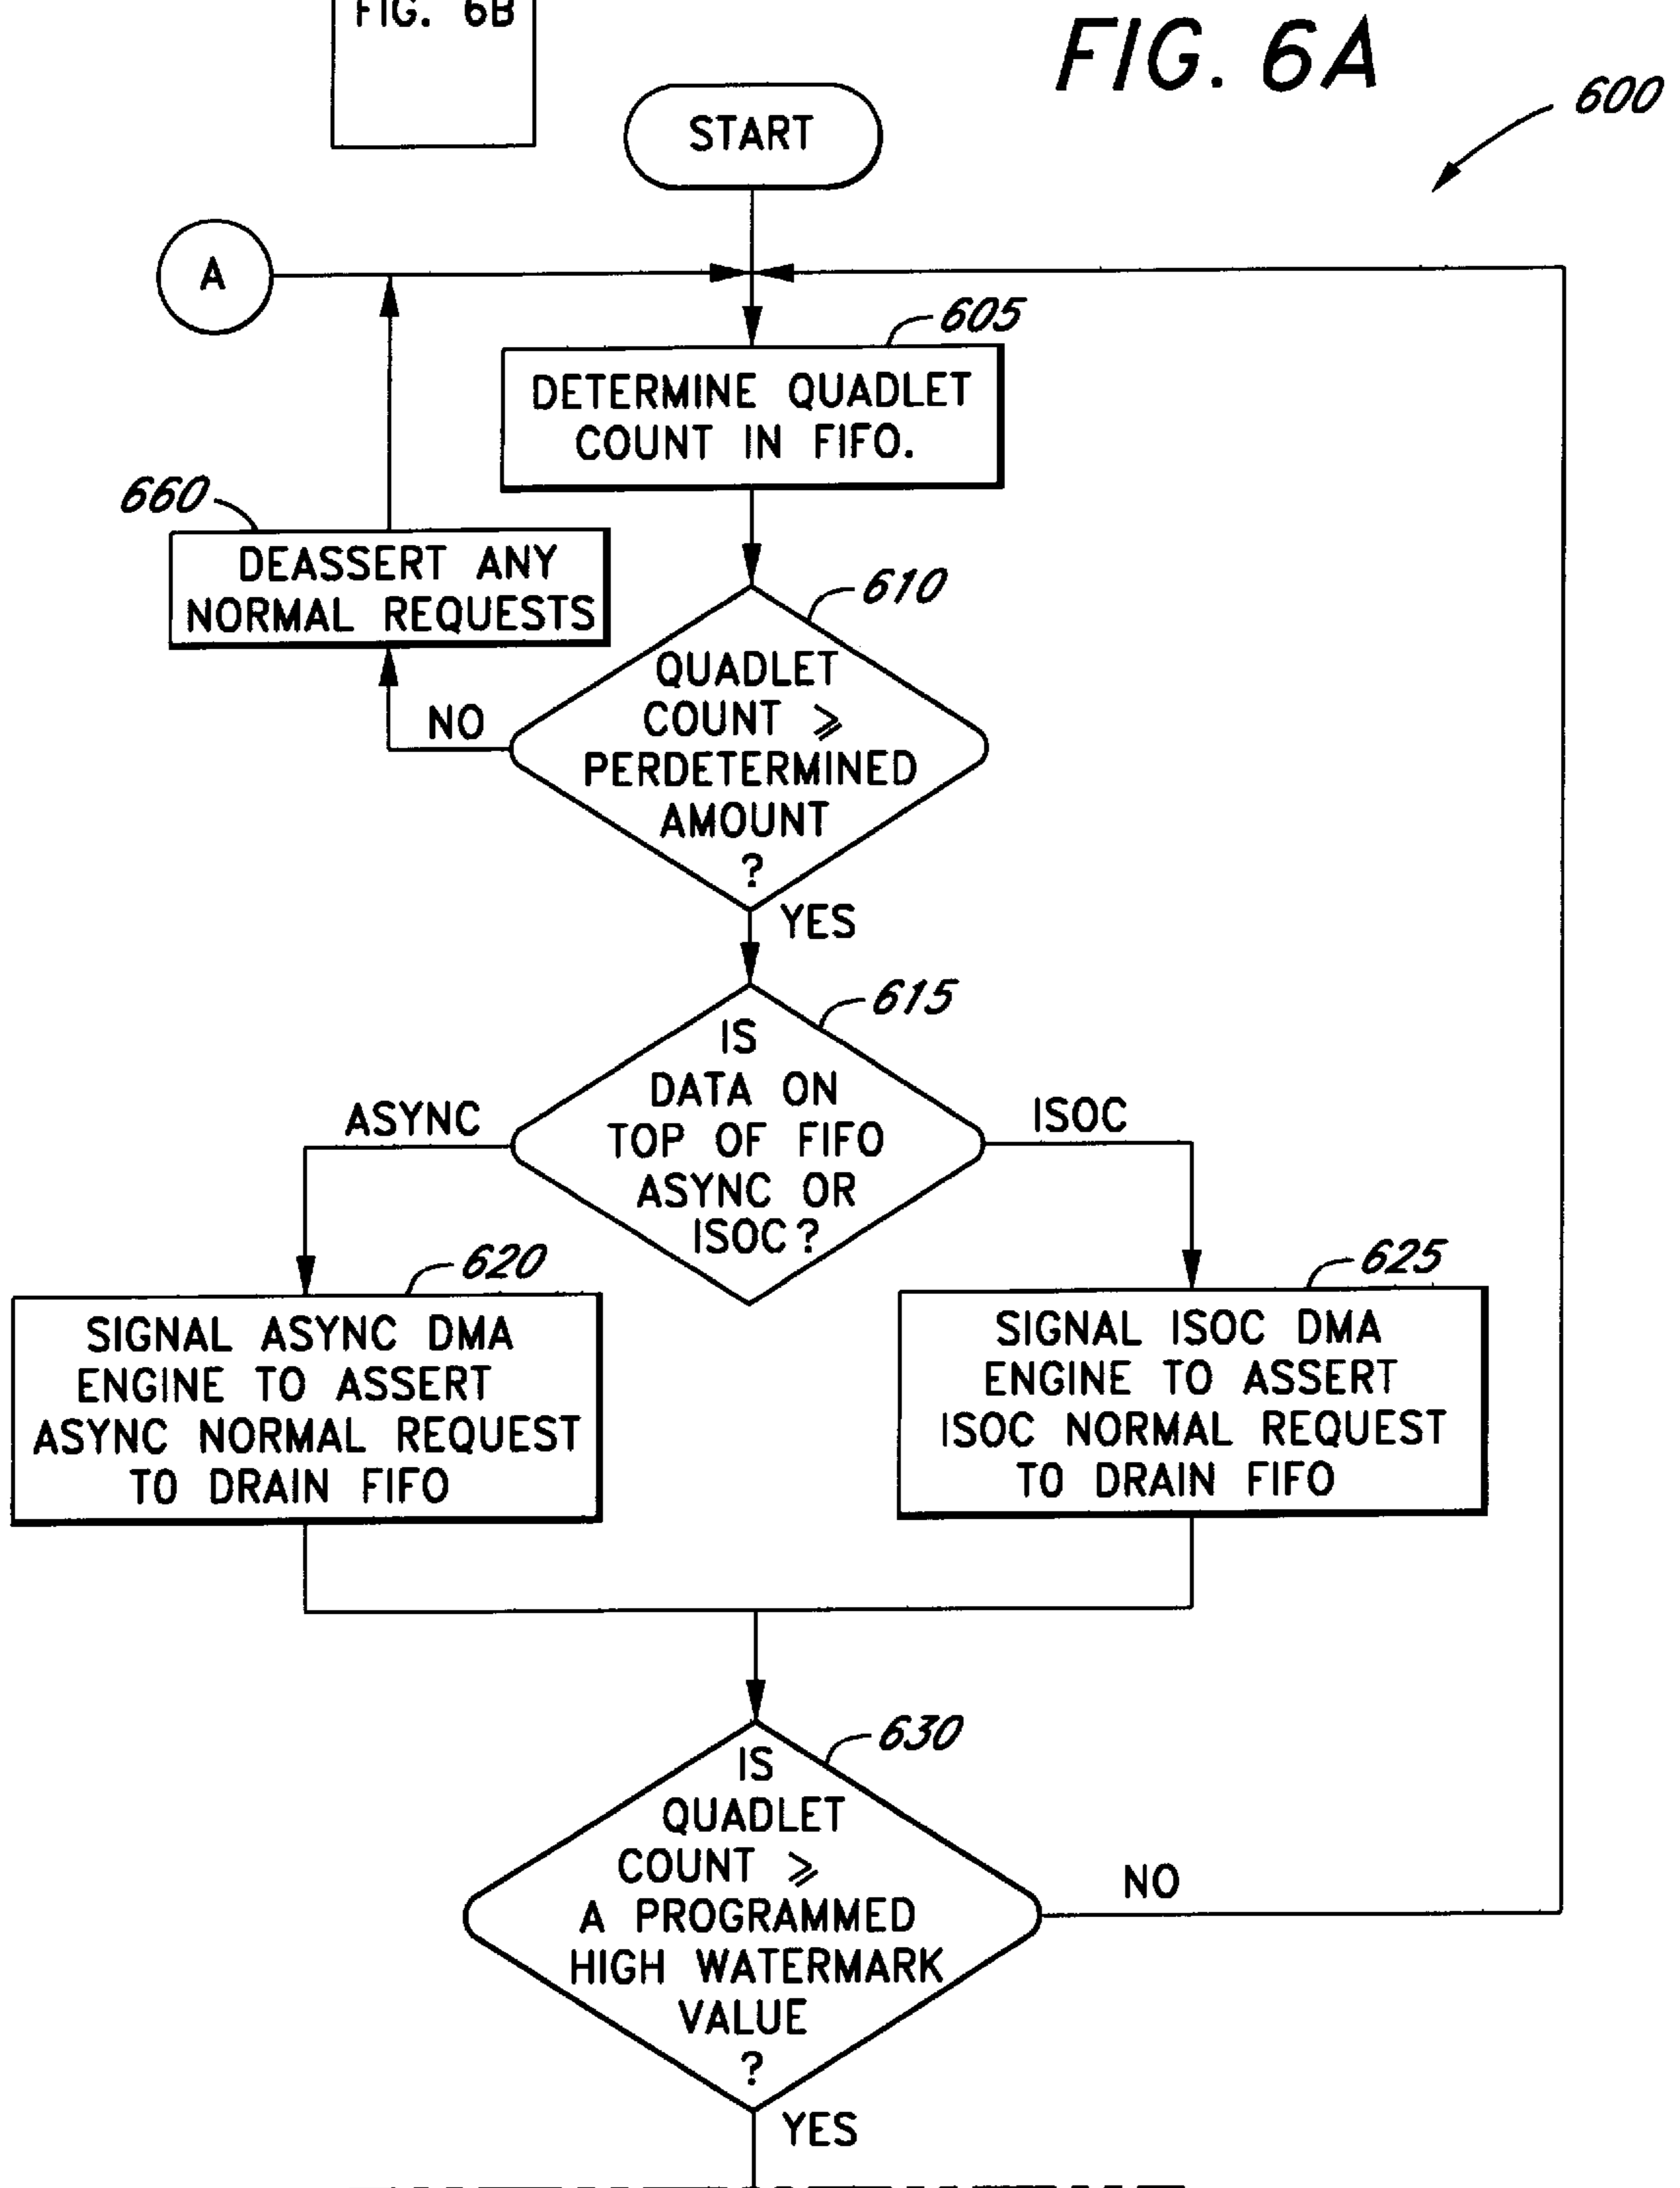 FIG. 6B
FIG. 6A
600
START
A
605
DETERMINE QUADLET
COUNT IN FIFO.
660
DEASSERT ANY
NORMAL REQUESTS
610
QUADLET
COUNT ⩾
PERDETERMINED
AMOUNT
?
NO
YES
615
IS
DATA ON
TOP OF FIFO
ASYNC OR
ISOC?
ASYNC
ISOC
620
SIGNAL ASYNC DMA
ENGINE TO ASSERT
ASYNC NORMAL REQUEST
TO DRAIN FIFO
625
SIGNAL ISOC DMA
ENGINE TO ASSERT
ISOC NORMAL REQUEST
TO DRAIN FIFO
630
IS
QUADLET
COUNT ⩾
A PROGRAMMED
HIGH WATERMARK
VALUE
?
NO
YES